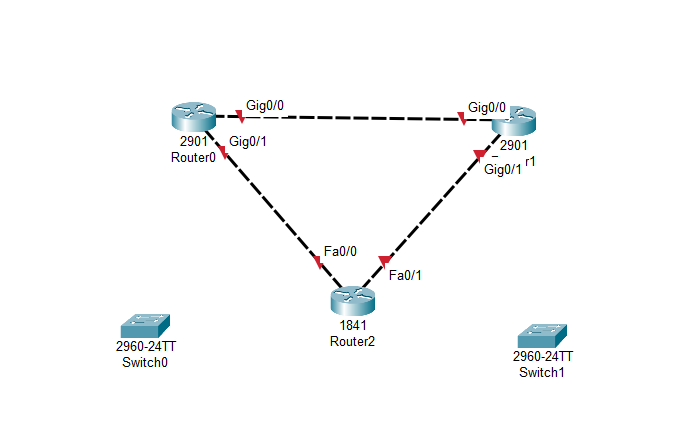 Gig0/0
Gig0/0
2901
Router0
Gig0/1
2901
r1
Gig0/1
Fa0/0
Fa0/1
1841
Router2
2960-24TT
Switch0
2960-24TT
Switch1